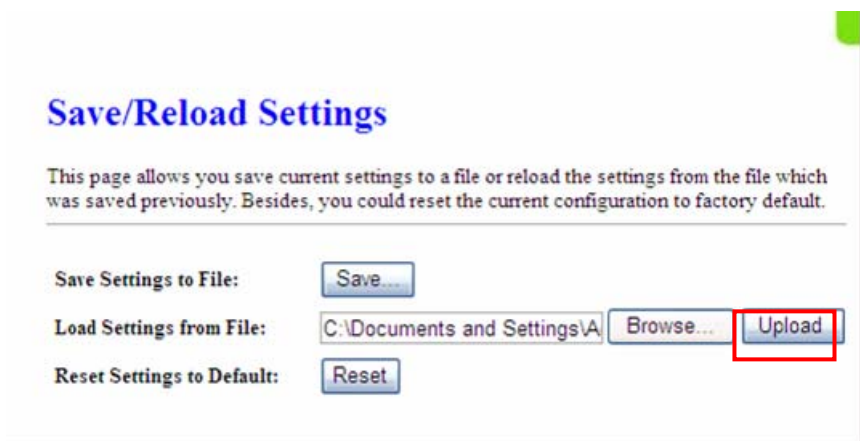 Save/Reload Settings
This page allows you save current settings to a file or reload the settings from the file which
was saved previously. Besides, you could reset the current configuration to factory default.
Save Settings to File: Save...
Load Settings from File: C:\Documents and Settings\A Browse... Upload
Reset Settings to Default: Reset